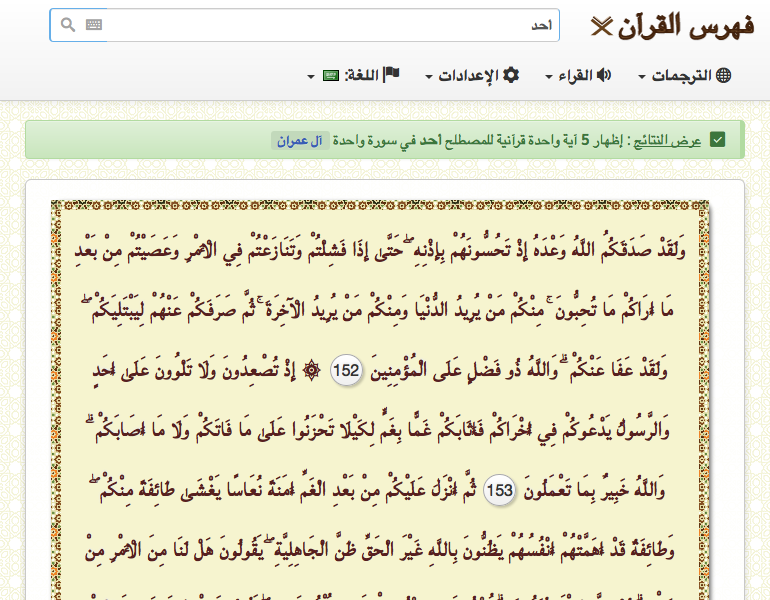 فهرس القرآن
احد
الترجمات
القراء
الإعدادات
اللغة:
عرض النتائج : إظهار 5 آية واحدة قرآنية للمصطلح أحد في سورة واحدة آل عمران
وَلَقَدْ صَدَقَكُمُ اللَّهُ وَعْدَهُ إِذْ تَحُسُّونَهُمْ بِإِذْنِهِ ۖ حَتَّىٰ إِذَا فَشِلْتُمْ وَتَنَازَعْتُمْ فِي الْأَمْرِ وَعَصَيْتُمْ مِنْ بَعْدِ
مَا أَرَاكُمْ مَا تُحِبُّونَ ۚ مِنْكُمْ مَنْ يُرِيدُ الدُّنْيَا وَمِنْكُمْ مَنْ يُرِيدُ الْآخِرَةَ ۚ ثُمَّ صَرَفَكُمْ عَنْهُمْ لِيَبْتَلِيَكُمْ ۖ
وَلَقَدْ عَفَا عَنْكُمْ ۗ وَاللَّهُ ذُو فَضْلٍ عَلَى الْمُؤْمِنِينَ 152 ۞ إِذْ تُصْعِدُونَ وَلَا تَلْوُونَ عَلَىٰ أَحَدٍ
وَالرَّسُولُ يَدْعُوكُمْ فِي أُخْرَاكُمْ فَأَثَابَكُمْ غَمًّا بِغَمٍّ لِكَيْلَا تَحْزَنُوا عَلَىٰ مَا فَاتَكُمْ وَلَا مَا أَصَابَكُمْ ۗ
وَاللَّهُ خَبِيرٌ بِمَا تَعْمَلُونَ 153 ثُمَّ أَنْزَلَ عَلَيْكُمْ مِنْ بَعْدِ الْغَمِّ أَمَنَةً نُعَاسًا يَغْشَىٰ طَائِفَةً مِنْكُمْ ۖ
وَطَائِفَةٌ قَدْ أَهَمَّتْهُمْ أَنْفُسُهُمْ يَظُنُّونَ بِاللَّهِ غَيْرَ الْحَقِّ ظَنَّ الْجَاهِلِيَّةِ ۖ يَقُولُونَ هَلْ لَنَا مِنَ الْأَمْرِ مِنْ